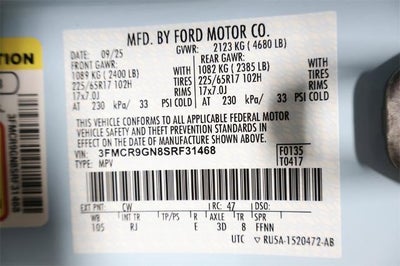 MFD. BY FORD MOTOR CO.
DATE: 09/25 GVWR: 2123 KG ( 4680 LB)
FRONT GAWR: REAR GAWR:
1089 KG ( 2400 LB) WITH 1082 KG ( 2385 LB) WITH
225/65R17 102H TIRES 225/65R17 102H TIRES
17x7.0J RIMS 17x7.0J RIMS
AT 230 kPa/ 33 PSI COLD AT 230 kPa/ 33 PSI COLD
THIS VEHICLE CONFORMS TO ALL APPLICABLE FEDERAL MOTOR
VEHICLE SAFETY AND THEFT PREVENTION STANDARDS IN
EFFECT ON THE DATE OF MANUFACTURE SHOWN ABOVE.
VIN: 3FMCR9GN8SRF31468 F0135
TYPE: MPV T0417
EXT PNT: CW RC: 47 DSO:
WB INT TR TP/PS R AXLE TR SPR
105 RJ E 3D 8 FFNN
UTC RU5A-1520472-AB